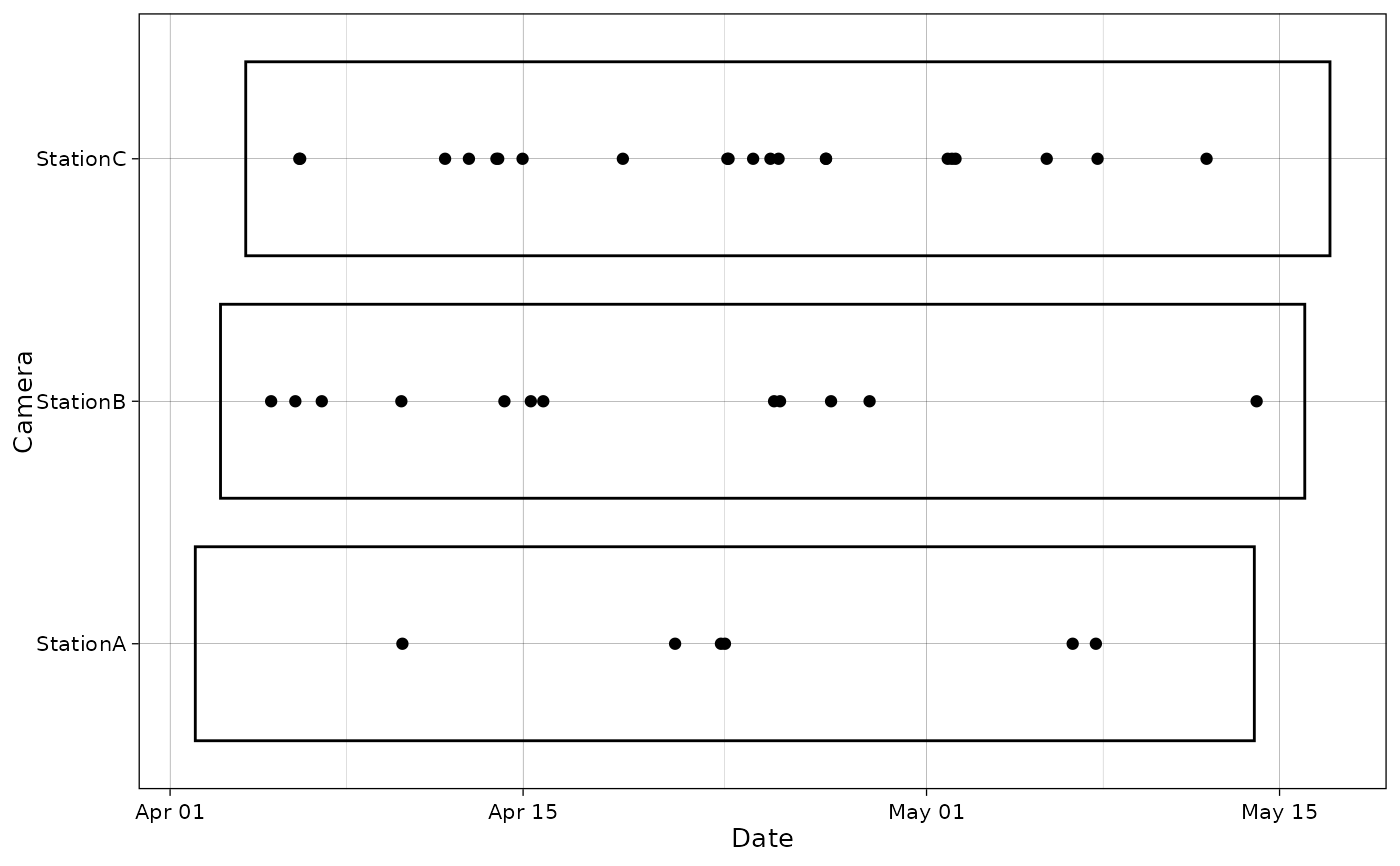 StationC
StationB
StationA
Camera
Apr 01
Apr 15
May 01
May 15
Date